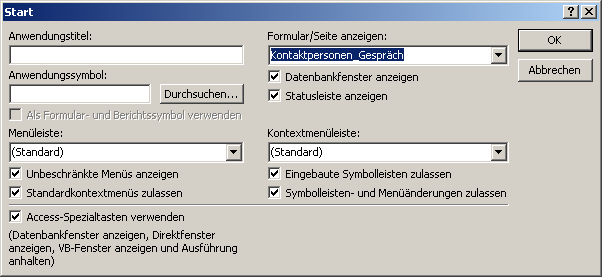 Start
Anwendungstitel:
Formular/Seite anzeigen:
OK
Kontaktpersonen_Gespräch
Anwendungssymbol:
Datenbankfenster anzeigen
Abbrechen
Durchsuchen...
Statusleiste anzeigen
Als Formular- und Berichtssymbol verwenden
Menüleiste:
Kontextmenüleiste:
(Standard)
(Standard)
Unbeschränkte Menüs anzeigen
Eingebaute Symbolleisten zulassen
Standardkontextmenüs zulassen
Symbolleisten- und Menüänderungen zulassen
Access-Spezialtasten verwenden
(Datenbankfenster anzeigen, Direktfenster
anzeigen, VB-Fenster anzeigen und Ausführung
anhalten)